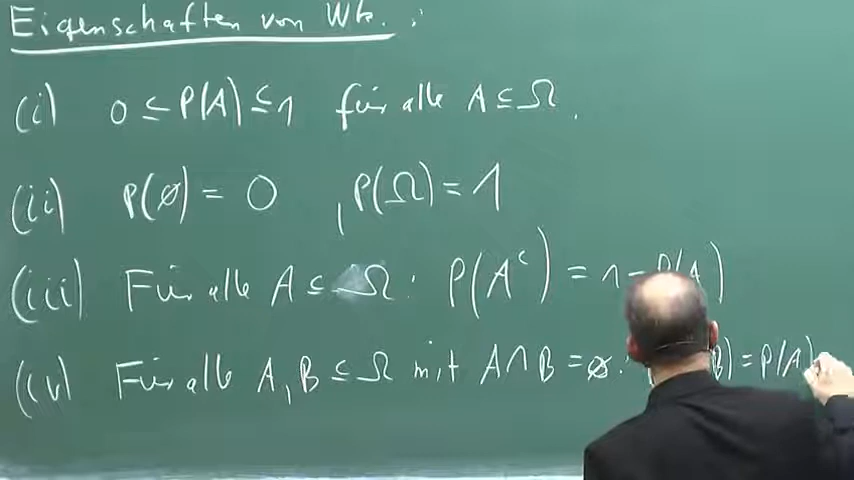 Eigenschaften von Wk.:
(i) 0 ≤ P(A) ≤ 1 für alle A ⊆ Ω.
(ii) P(ø) = 0 , P(Ω) = 1
(iii) Für alle A ⊆ Ω: P(A^c) = 1 - P(A)
(iv) Für alle A, B ⊆ Ω mit A ∩ B = ø: B) = P(A)